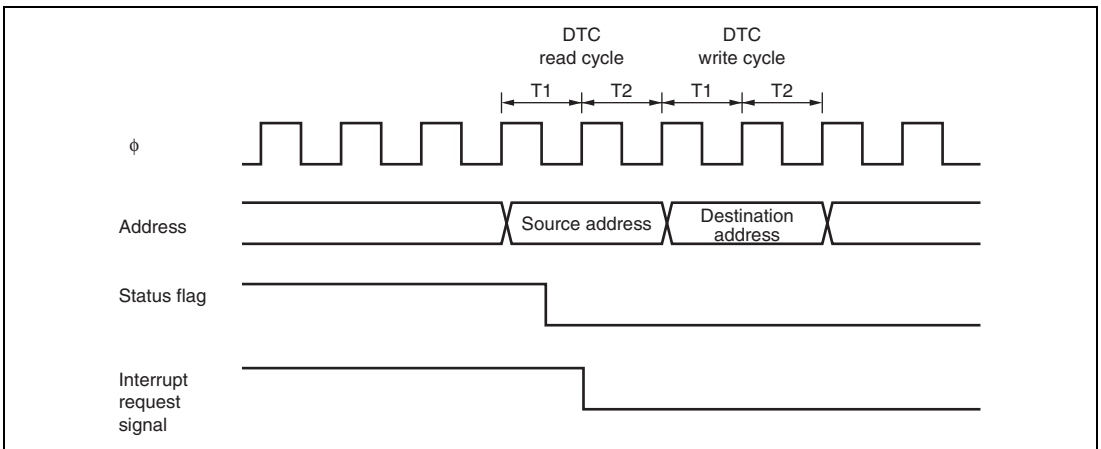 DTC
read cycle
DTC
write cycle
T1
T2
T1
T2
ϕ
Address
Source address
Destination
address
Status flag
Interrupt
request
signal